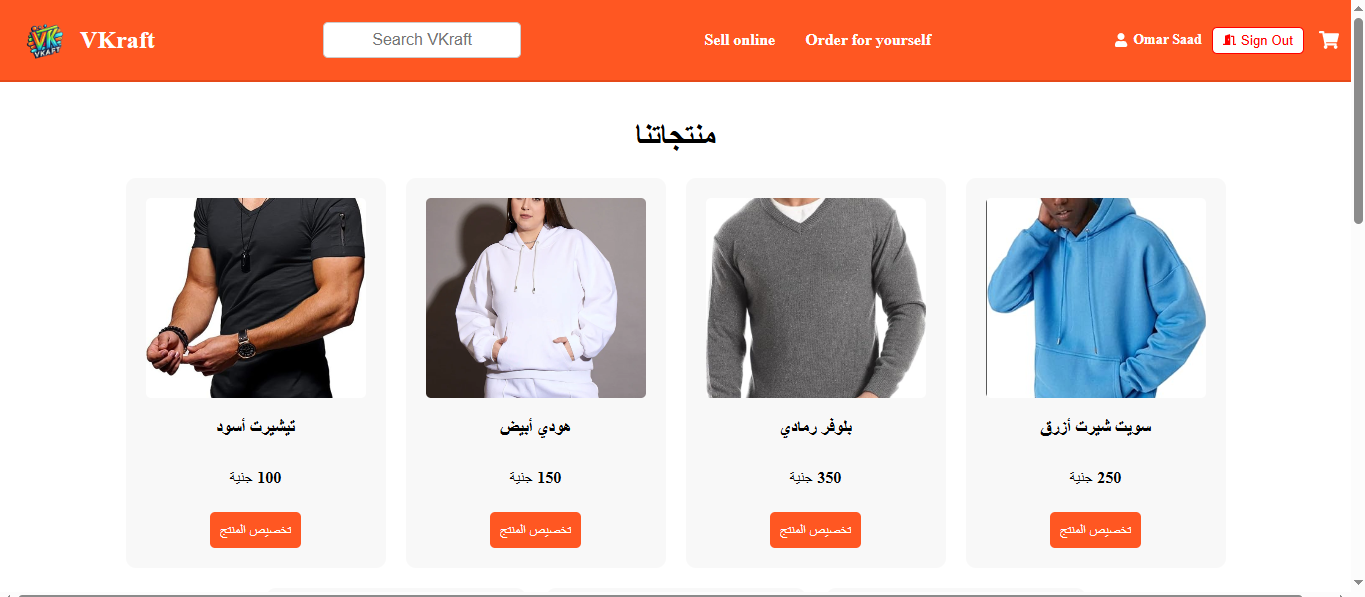 VK
VKAFT
VKraft
Search VKraft
Sell online
Order for yourself
Omar Saad
Sign Out
منتجاتنا
تيشيرت أسود
100 جنية
تخصيص المنتج
هودي أبيض
150 جنية
تخصيص المنتج
بلوفر رمادي
350 جنية
تخصيص المنتج
سويت شيرت أزرق
250 جنية
تخصيص المنتج